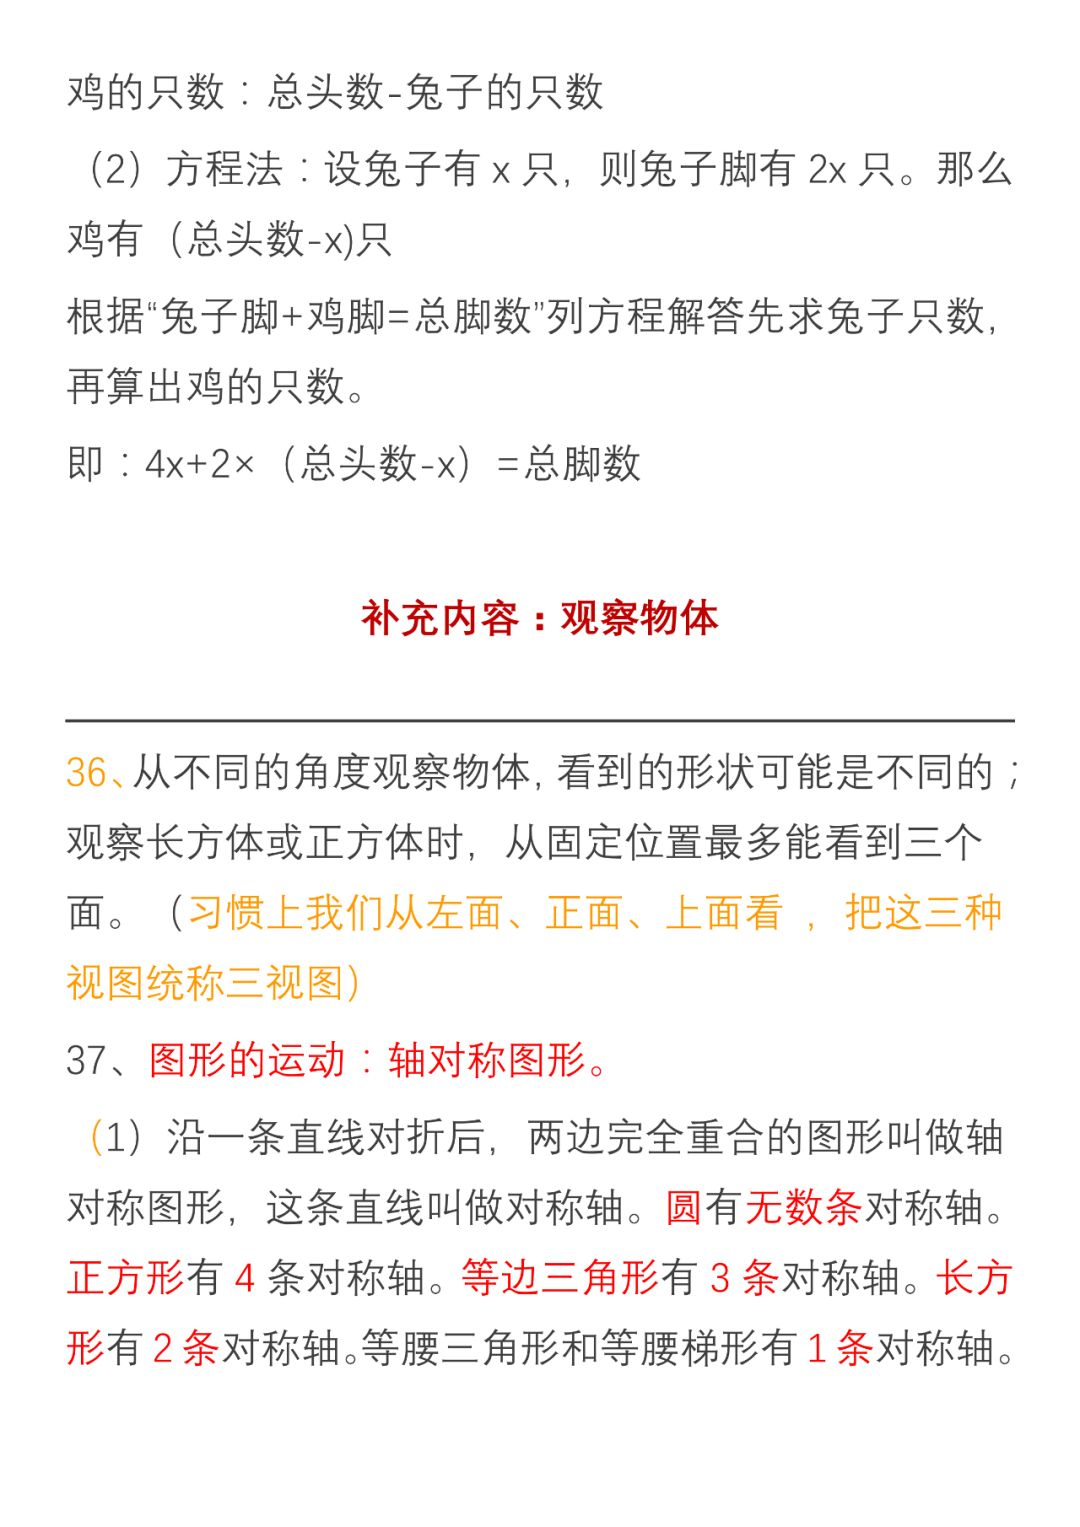 鸡的只数：总头数-兔子的只数
（2）方程法：设兔子有 x 只，则兔子脚有 2x 只。那么
鸡有（总头数-x)只
根据“兔子脚+鸡脚=总脚数”列方程解答先求兔子只数，
再算出鸡的只数。
即：4x+2×（总头数-x）=总脚数
补充内容：观察物体
36、从不同的角度观察物体，看到的形状可能是不同的；
观察长方体或正方体时，从固定位置最多能看到三个
面。（习惯上我们从左面、正面、上面看 ，把这三种
视图统称三视图）
37、图形的运动：轴对称图形。
（1）沿一条直线对折后，两边完全重合的图形叫做轴
对称图形，这条直线叫做对称轴。圆有无数条对称轴。
正方形有 4 条对称轴。等边三角形有 3 条对称轴。长方
形有 2 条对称轴。等腰三角形和等腰梯形有 1 条对称轴。